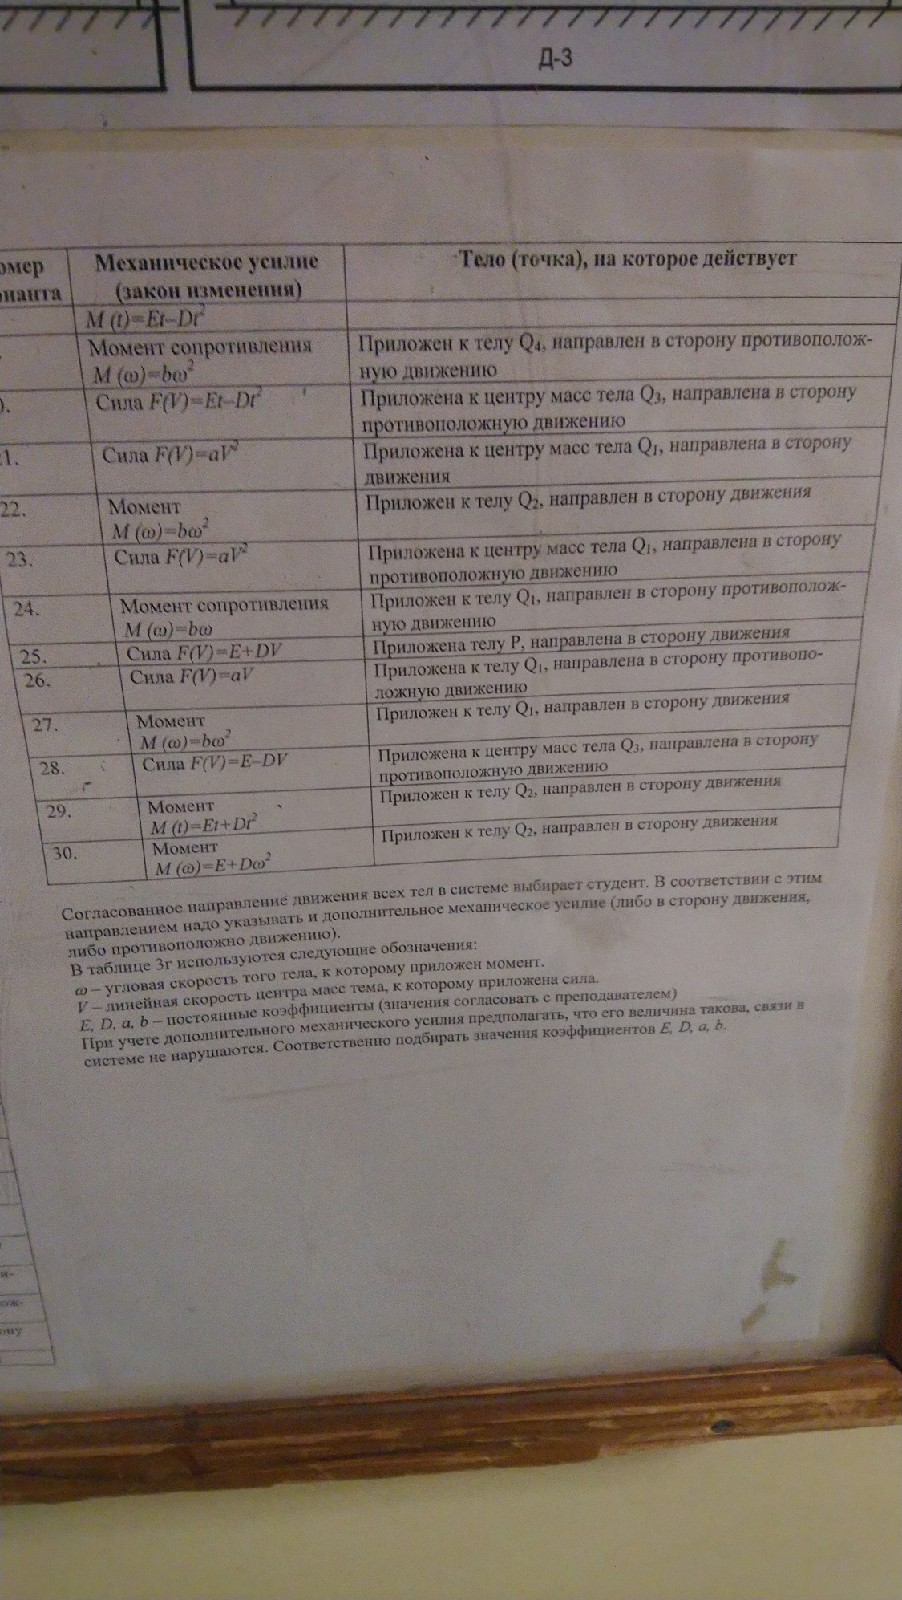 Д-3
омер Механическое усилие Тело (точка), на которое действует
ианта (закон изменения)
M (t)=Et–Dt²
Момент сопротивления Приложен к телу Q₄, направлен в сторону противополож-
M (ω)=bω² ную движению
). Сила F(V)=Et–Dt² Приложена к центру масс тела Q₃, направлена в сторону
противоположную движению
21. Сила F(V)=aV² Приложена к центру масс тела Q₁, направлена в сторону
движения
22. Момент Приложен к телу Q₂, направлен в сторону движения
M (ω)=bω²
23. Сила F(V)=aV² Приложена к центру масс тела Q₁, направлена в сторону
противоположную движению
24. Момент сопротивления Приложен к телу Q₁, направлен в сторону противополож-
M (ω)=bω ную движению
25. Сила F(V)=E+DV Приложена телу P, направлена в сторону движения
26. Сила F(V)=aV Приложена к телу Q₁, направлена в сторону противопо-
ложную движению
27. Момент Приложен к телу Q₁, направлен в сторону движения
M (ω)=bω²
28. Сила F(V)=E–DV Приложена к центру масс тела Q₃, направлена в сторону
противоположную движению
29. Момент Приложен к телу Q₂, направлен в сторону движения
M (t)=Et+Dt²
30. Момент Приложен к телу Q₂, направлен в сторону движения
M (ω)=E+Dω²
Согласованное направление движения всех тел в системе выбирает студент. В соответствии с этим
направлением надо указывать и дополнительное механическое усилие (либо в сторону движения,
либо противоположно движению).
В таблице 3г используются следующие обозначения:
ω – угловая скорость того тела, к которому приложен момент.
V – линейная скорость центра масс тема, к которому приложена сила.
E, D, a, b – постоянные коэффициенты (значения согласовать с преподавателем)
При учете дополнительного механического усилия предполагать, что его величина такова, связи в
системе не нарушаются. Соответственно подбирать значения коэффициентов E, D, a, b.
и-
ож-
ону